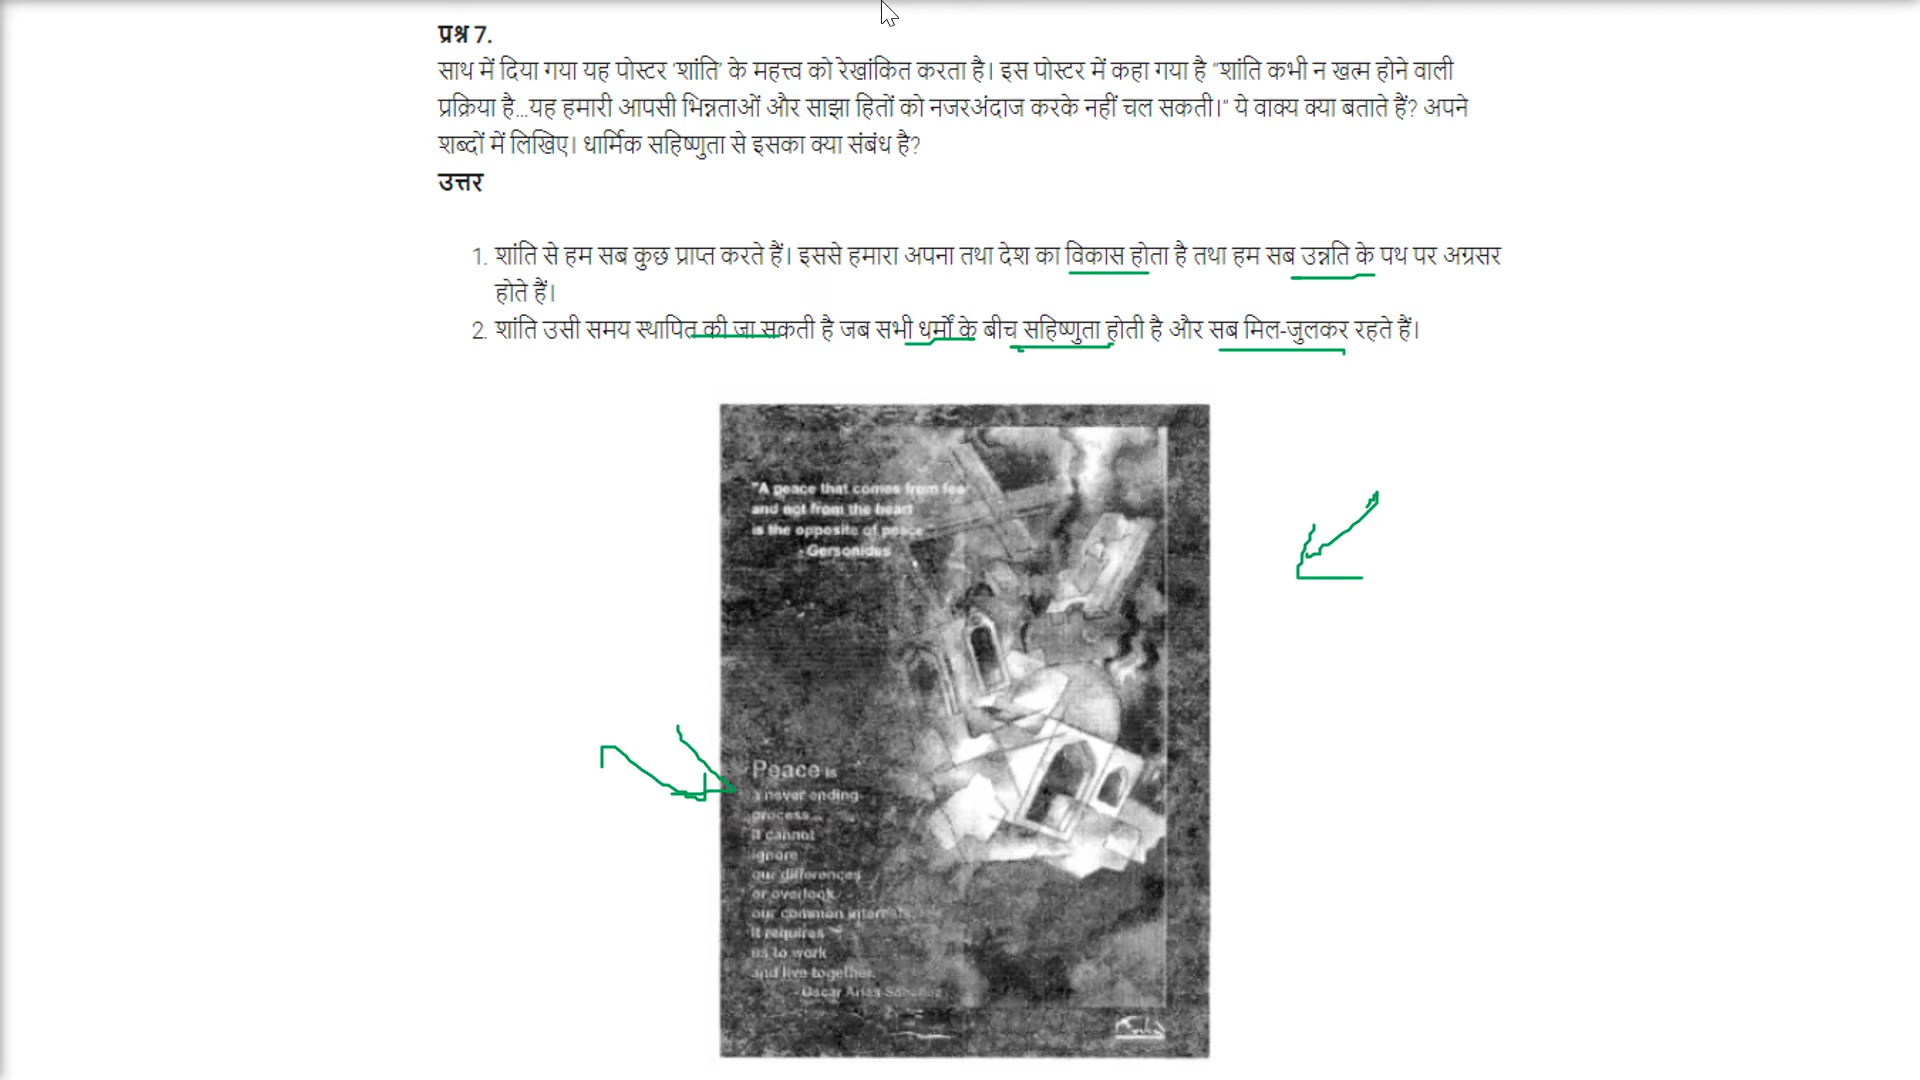 प्रश्न 7.
साथ में दिया गया यह पोस्टर 'शांति' के महत्त्व को रेखांकित करता है। इस पोस्टर में कहा गया है "शांति कभी न खत्म होने वाली
प्रक्रिया है...यह हमारी आपसी भिन्नताओं और साझा हितों को नजरअंदाज करके नहीं चल सकती।" ये वाक्य क्या बताते हैं? अपने
शब्दों में लिखिए। धार्मिक सहिष्णुता से इसका क्या संबंध है?
उत्तर
1. शांति से हम सब कुछ प्राप्त करते हैं। इससे हमारा अपना तथा देश का विकास होता है तथा हम सब उन्नति के पथ पर अग्रसर
होते हैं।
2. शांति उसी समय स्थापित की जा सकती है जब सभी धर्मों के बीच सहिष्णुता होती है और सब मिल-जुलकर रहते हैं।
"A peace that comes from fea
and not from the heart
is the opposite of peace
- Gersonidus
Peace is
a never ending
process...
it cannot
ignore
our differences
or overlook
our common
It requires
us to work
and live together.
- Oscar Arias